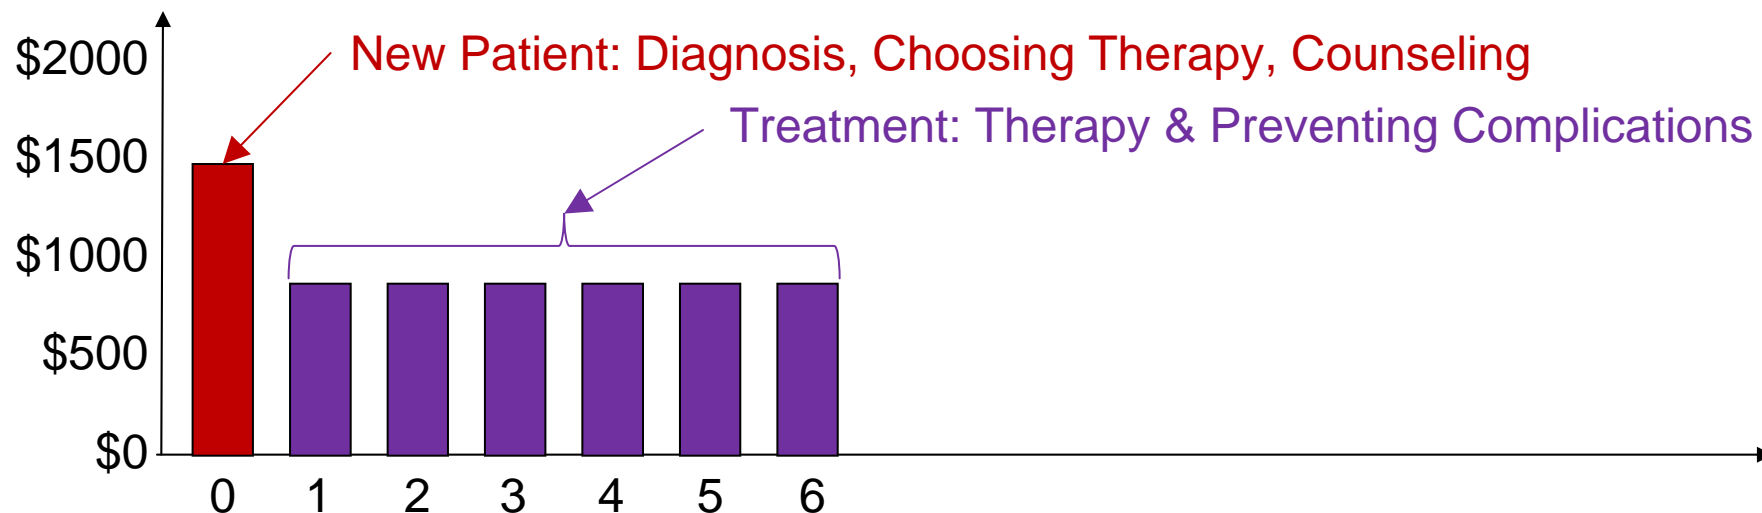 $2000
New Patient: Diagnosis, Choosing Therapy, Counseling
Treatment: Therapy & Preventing Complications
$1500
$1000
$500
$0
0 1 2 3 4 5 6